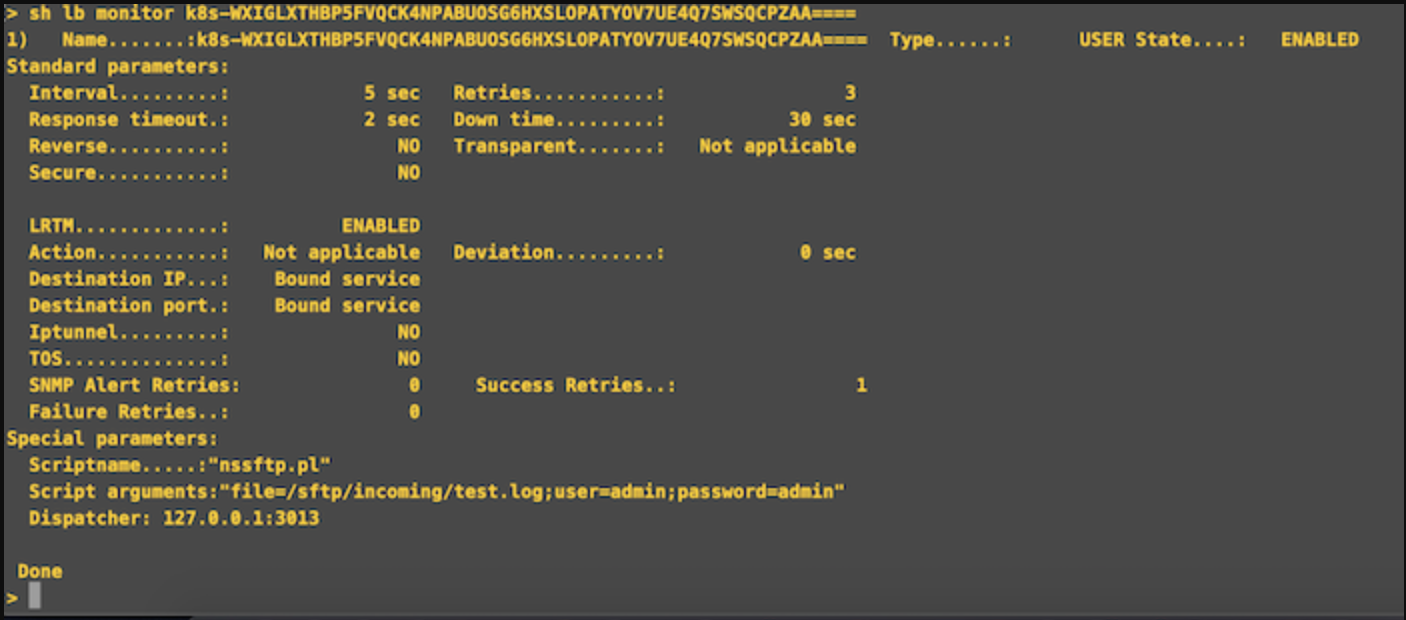 > sh lb monitor k8s-WXIGLXTHBP5FVQCK4NPABUOSG6HXSLOPATYOV7UE4Q7SWSQCPZAA====
1)   Name.......:k8s-WXIGLXTHBP5FVQCK4NPABUOSG6HXSLOPATYOV7UE4Q7SWSQCPZAA====  Type......:      USER State....:   ENABLED
Standard parameters:
  Interval.........:            5 sec   Retries...........:                3
  Response timeout.:            2 sec   Down time.........:           30 sec
  Reverse..........:               NO   Transparent.......:   Not applicable
  Secure...........:               NO
  LRTM.............:          ENABLED
  Action...........:   Not applicable   Deviation.........:            0 sec
  Destination IP...:    Bound service
  Destination port.:    Bound service
  Iptunnel.........:               NO
  TOS..............:               NO
  SNMP Alert Retries:               0     Success Retries..:                1
  Failure Retries..:                0
Special parameters:
  Scriptname.....:"nssftp.pl"
  Script arguments:"file=/sftp/incoming/test.log;user=admin;password=admin"
  Dispatcher: 127.0.0.1:3013
 Done
>